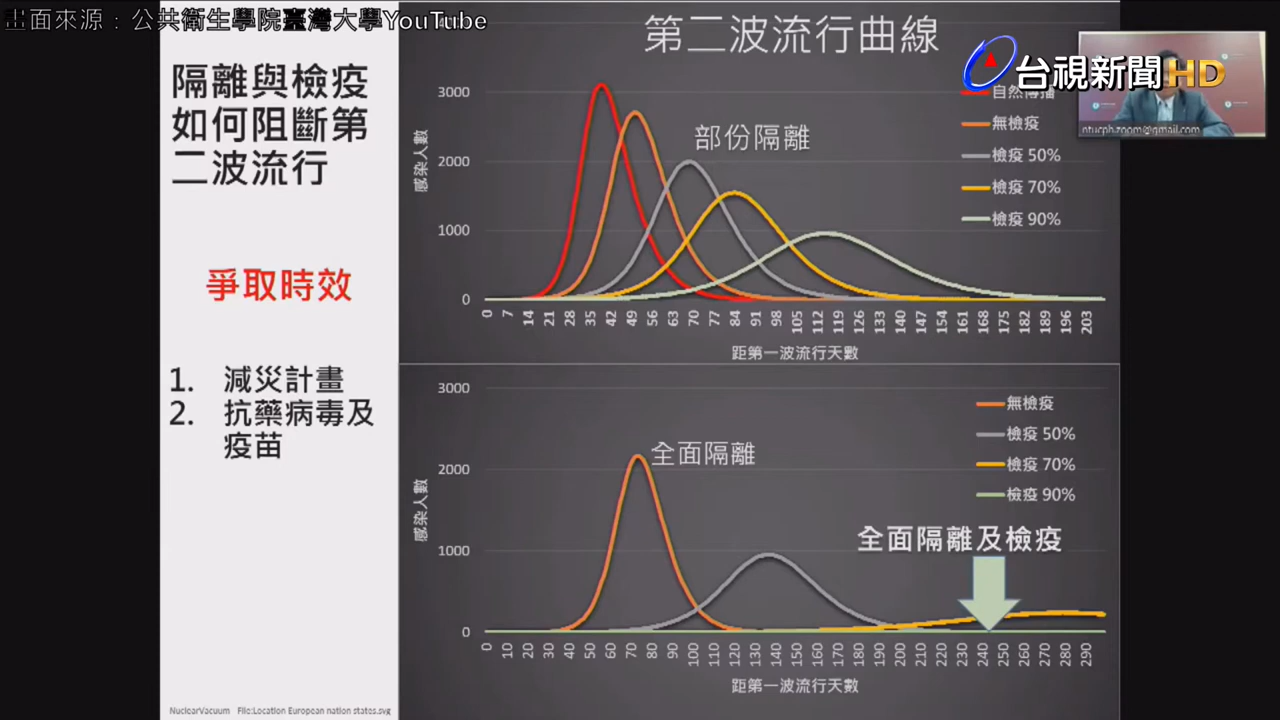 畫面來源：公共衛生學院臺灣大學YouTube
台視新聞HD
ntucph.zoom@gmail.com
隔離與檢疫
如何阻斷第
二波流行
爭取時效
1. 減災計畫
2. 抗藥病毒及
疫苗
NuclearVacuum File:Location European nation states.svg
第二波流行曲線
部份隔離
自然傳播
無檢疫
檢疫 50%
檢疫 70%
檢疫 90%
感染人數
3000
2000
1000
0
0 7 14 21 28 35 42 49 56 63 70 77 84 91 98 105 112 119 126 133 140 147 154 161 168 175 182 189 196 203
距第一波流行天數
全面隔離
無檢疫
檢疫 50%
檢疫 70%
檢疫 90%
全面隔離及檢疫
感染人數
3000
2000
1000
0
0 10 20 30 40 50 60 70 80 90 100 110 120 130 140 150 160 170 180 190 200 210 220 230 240 250 260 270 280 290
距第一波流行天數